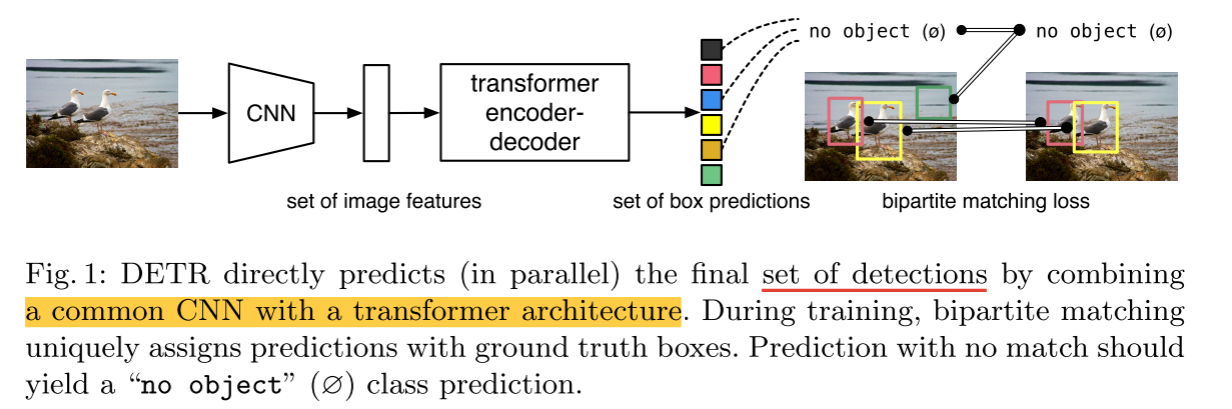 no object (ø)
no object (ø)
CNN
transformer
encoder-
decoder
set of image features
set of box predictions
bipartite matching loss
Fig. 1: DETR directly predicts (in parallel) the final set of detections by combining
a common CNN with a transformer architecture. During training, bipartite matching
uniquely assigns predictions with ground truth boxes. Prediction with no match should
yield a “no object” (∅) class prediction.